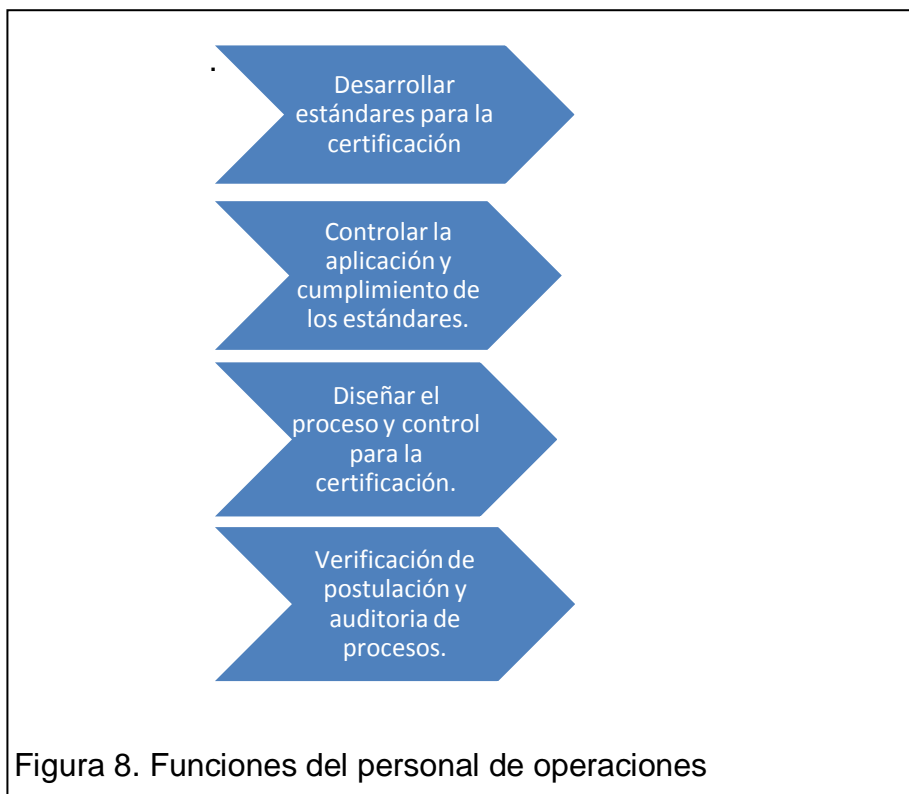 .
Desarrollar
estándares para la
certificación
Controlar la
aplicación y
cumplimiento de
los estándares.
Diseñar el
proceso y control
para la
certificación.
Verificación de
postulación y
auditoria de
procesos.
Figura 8. Funciones del personal de operaciones